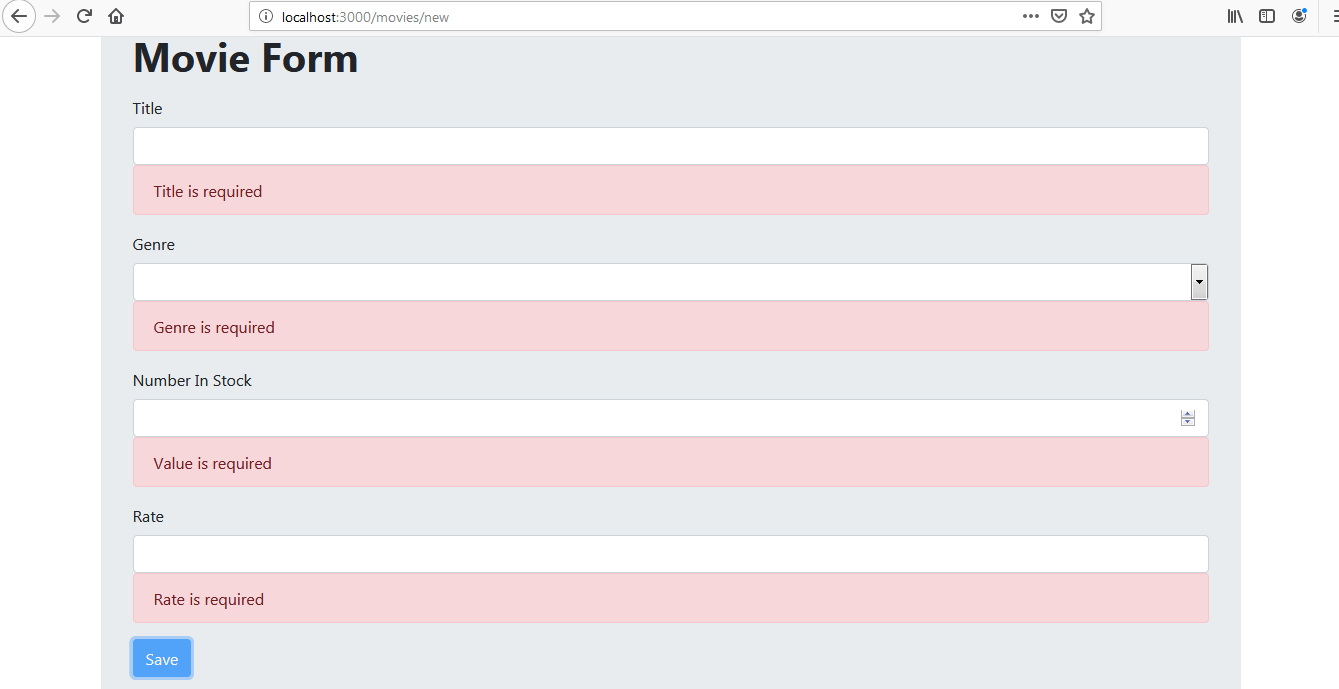 localhost:3000/movies/new
Movie Form
Title
Title is required
Genre
Genre is required
Number In Stock
Value is required
Rate
Rate is required
Save